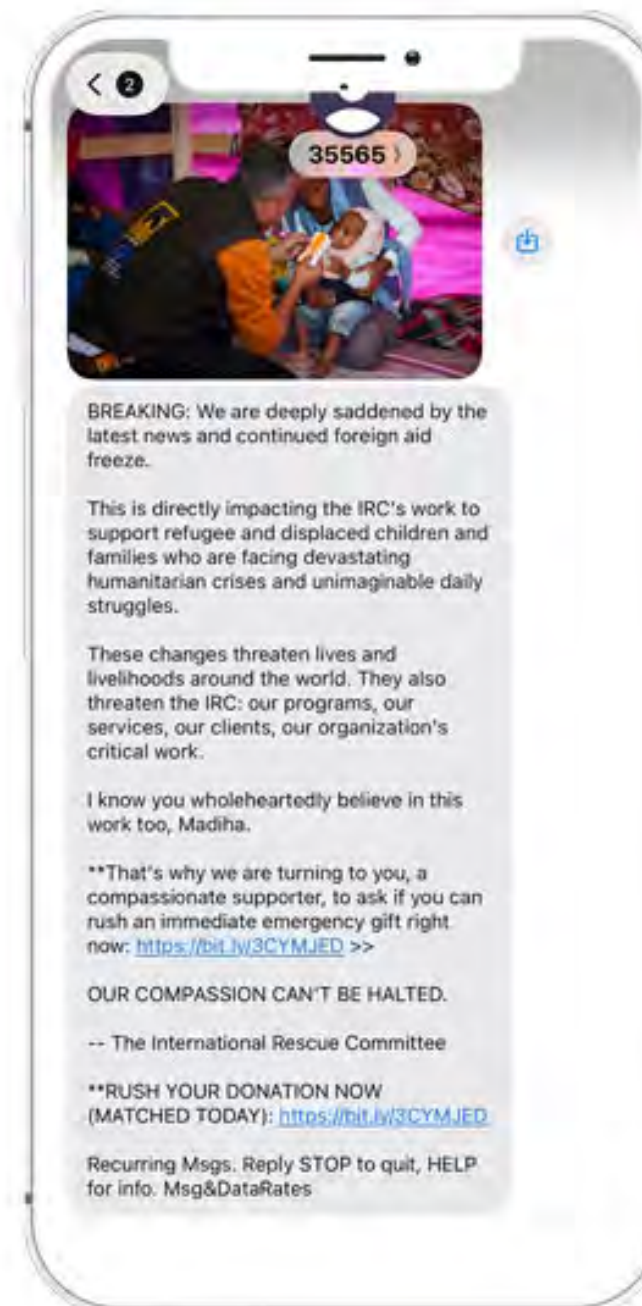 2
35565
BREAKING: We are deeply saddened by the
latest news and continued foreign aid
freeze.
This is directly impacting the IRC's work to
support refugee and displaced children and
families who are facing devastating
humanitarian crises and unimaginable daily
struggles.
These changes threaten lives and
livelihoods around the world. They also
threaten the IRC: our programs, our
services, our clients, our organization's
critical work.
I know you wholeheartedly believe in this
work too, Madiha.
**That's why we are turning to you, a
compassionate supporter, to ask if you can
rush an immediate emergency gift right
now: https://bit.ly/3CYMJED >>
OUR COMPASSION CAN'T BE HALTED.
-- The International Rescue Committee
**RUSH YOUR DONATION NOW
(MATCHED TODAY): https://bit.ly/3CYMJED
Recurring Msgs. Reply STOP to quit, HELP
for info. Msg&DataRates